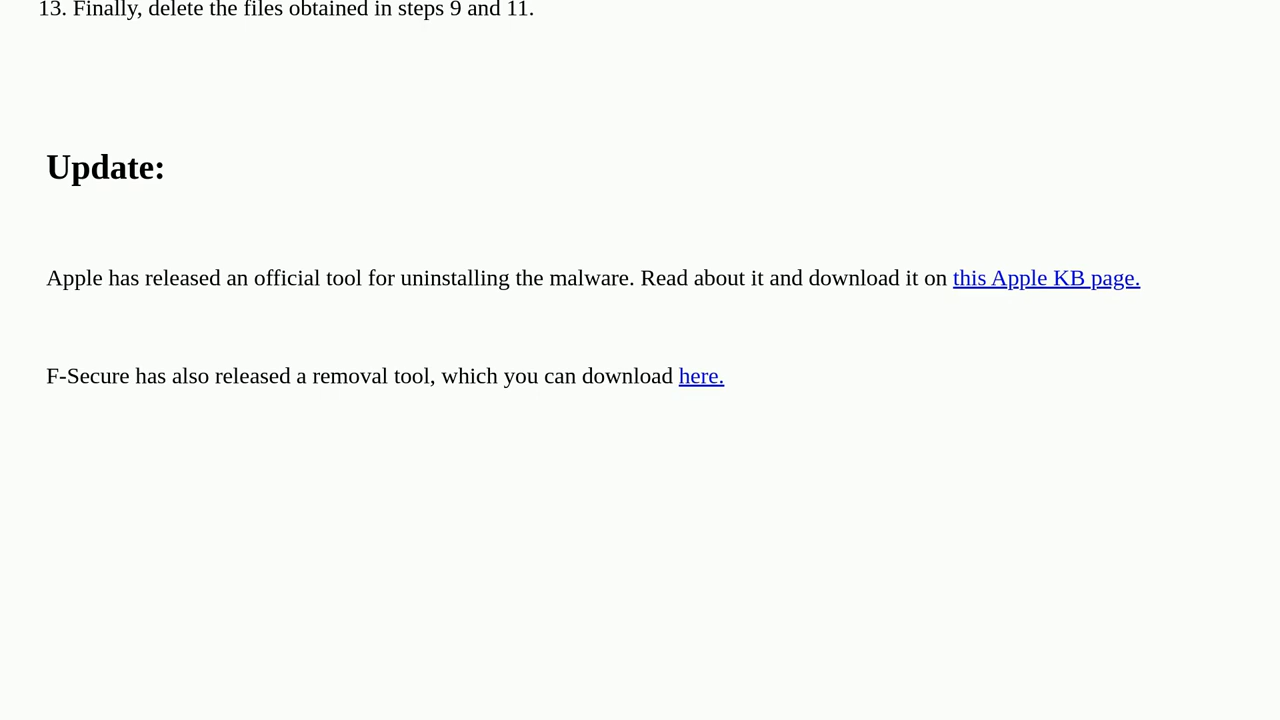 13. Finally, delete the files obtained in steps 9 and 11.
Update:
Apple has released an official tool for uninstalling the malware. Read about it and download it on this Apple KB page.
F-Secure has also released a removal tool, which you can download here.